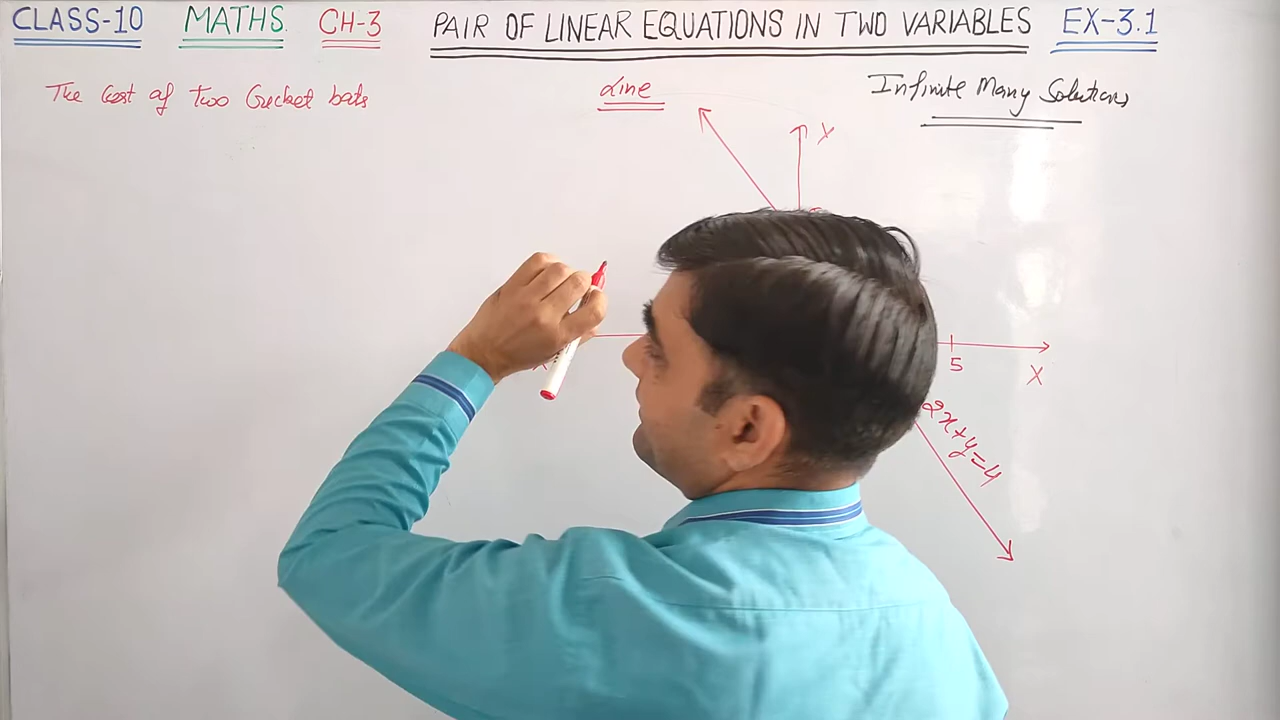 CLASS-10 MATHS CH-3 PAIR OF LINEAR EQUATIONS IN TWO VARIABLES EX-3.1
The Cost of Two Cricket bats
Line
Infinite Many Solutions
Y
5
X
2x+y=4